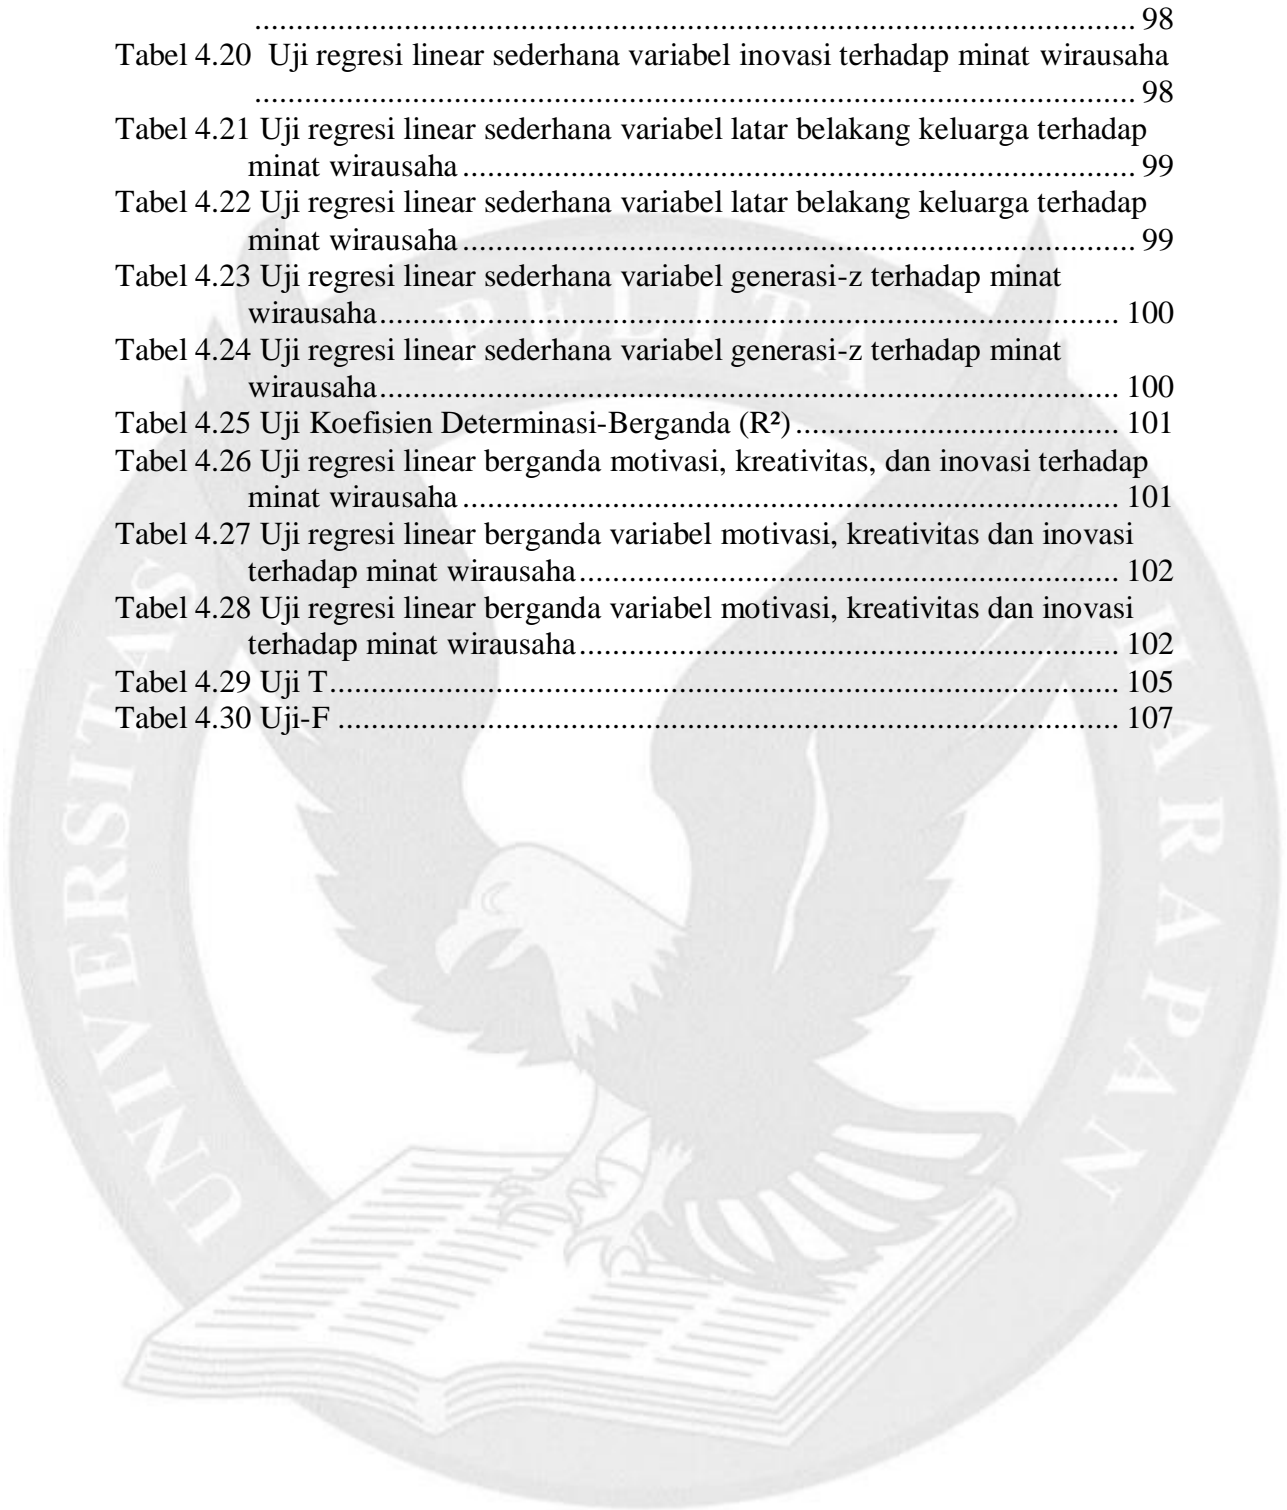 .......................................................................................................... 98
Tabel 4.20  Uji regresi linear sederhana variabel inovasi terhadap minat wirausaha
.......................................................................................................... 98
Tabel 4.21 Uji regresi linear sederhana variabel latar belakang keluarga terhadap
minat wirausaha ................................................................................. 99
Tabel 4.22 Uji regresi linear sederhana variabel latar belakang keluarga terhadap
minat wirausaha ................................................................................. 99
Tabel 4.23 Uji regresi linear sederhana variabel generasi-z terhadap minat
wirausaha......................................................................................... 100
Tabel 4.24 Uji regresi linear sederhana variabel generasi-z terhadap minat
wirausaha......................................................................................... 100
Tabel 4.25 Uji Koefisien Determinasi-Berganda (R²) ....................................... 101
Tabel 4.26 Uji regresi linear berganda motivasi, kreativitas, dan inovasi terhadap
minat wirausaha ............................................................................... 101
Tabel 4.27 Uji regresi linear berganda variabel motivasi, kreativitas dan inovasi
terhadap minat wirausaha................................................................. 102
Tabel 4.28 Uji regresi linear berganda variabel motivasi, kreativitas dan inovasi
terhadap minat wirausaha................................................................. 102
Tabel 4.29 Uji T............................................................................................... 105
Tabel 4.30 Uji-F .............................................................................................. 107
UNIVERSITAS PELITA HARAPAN